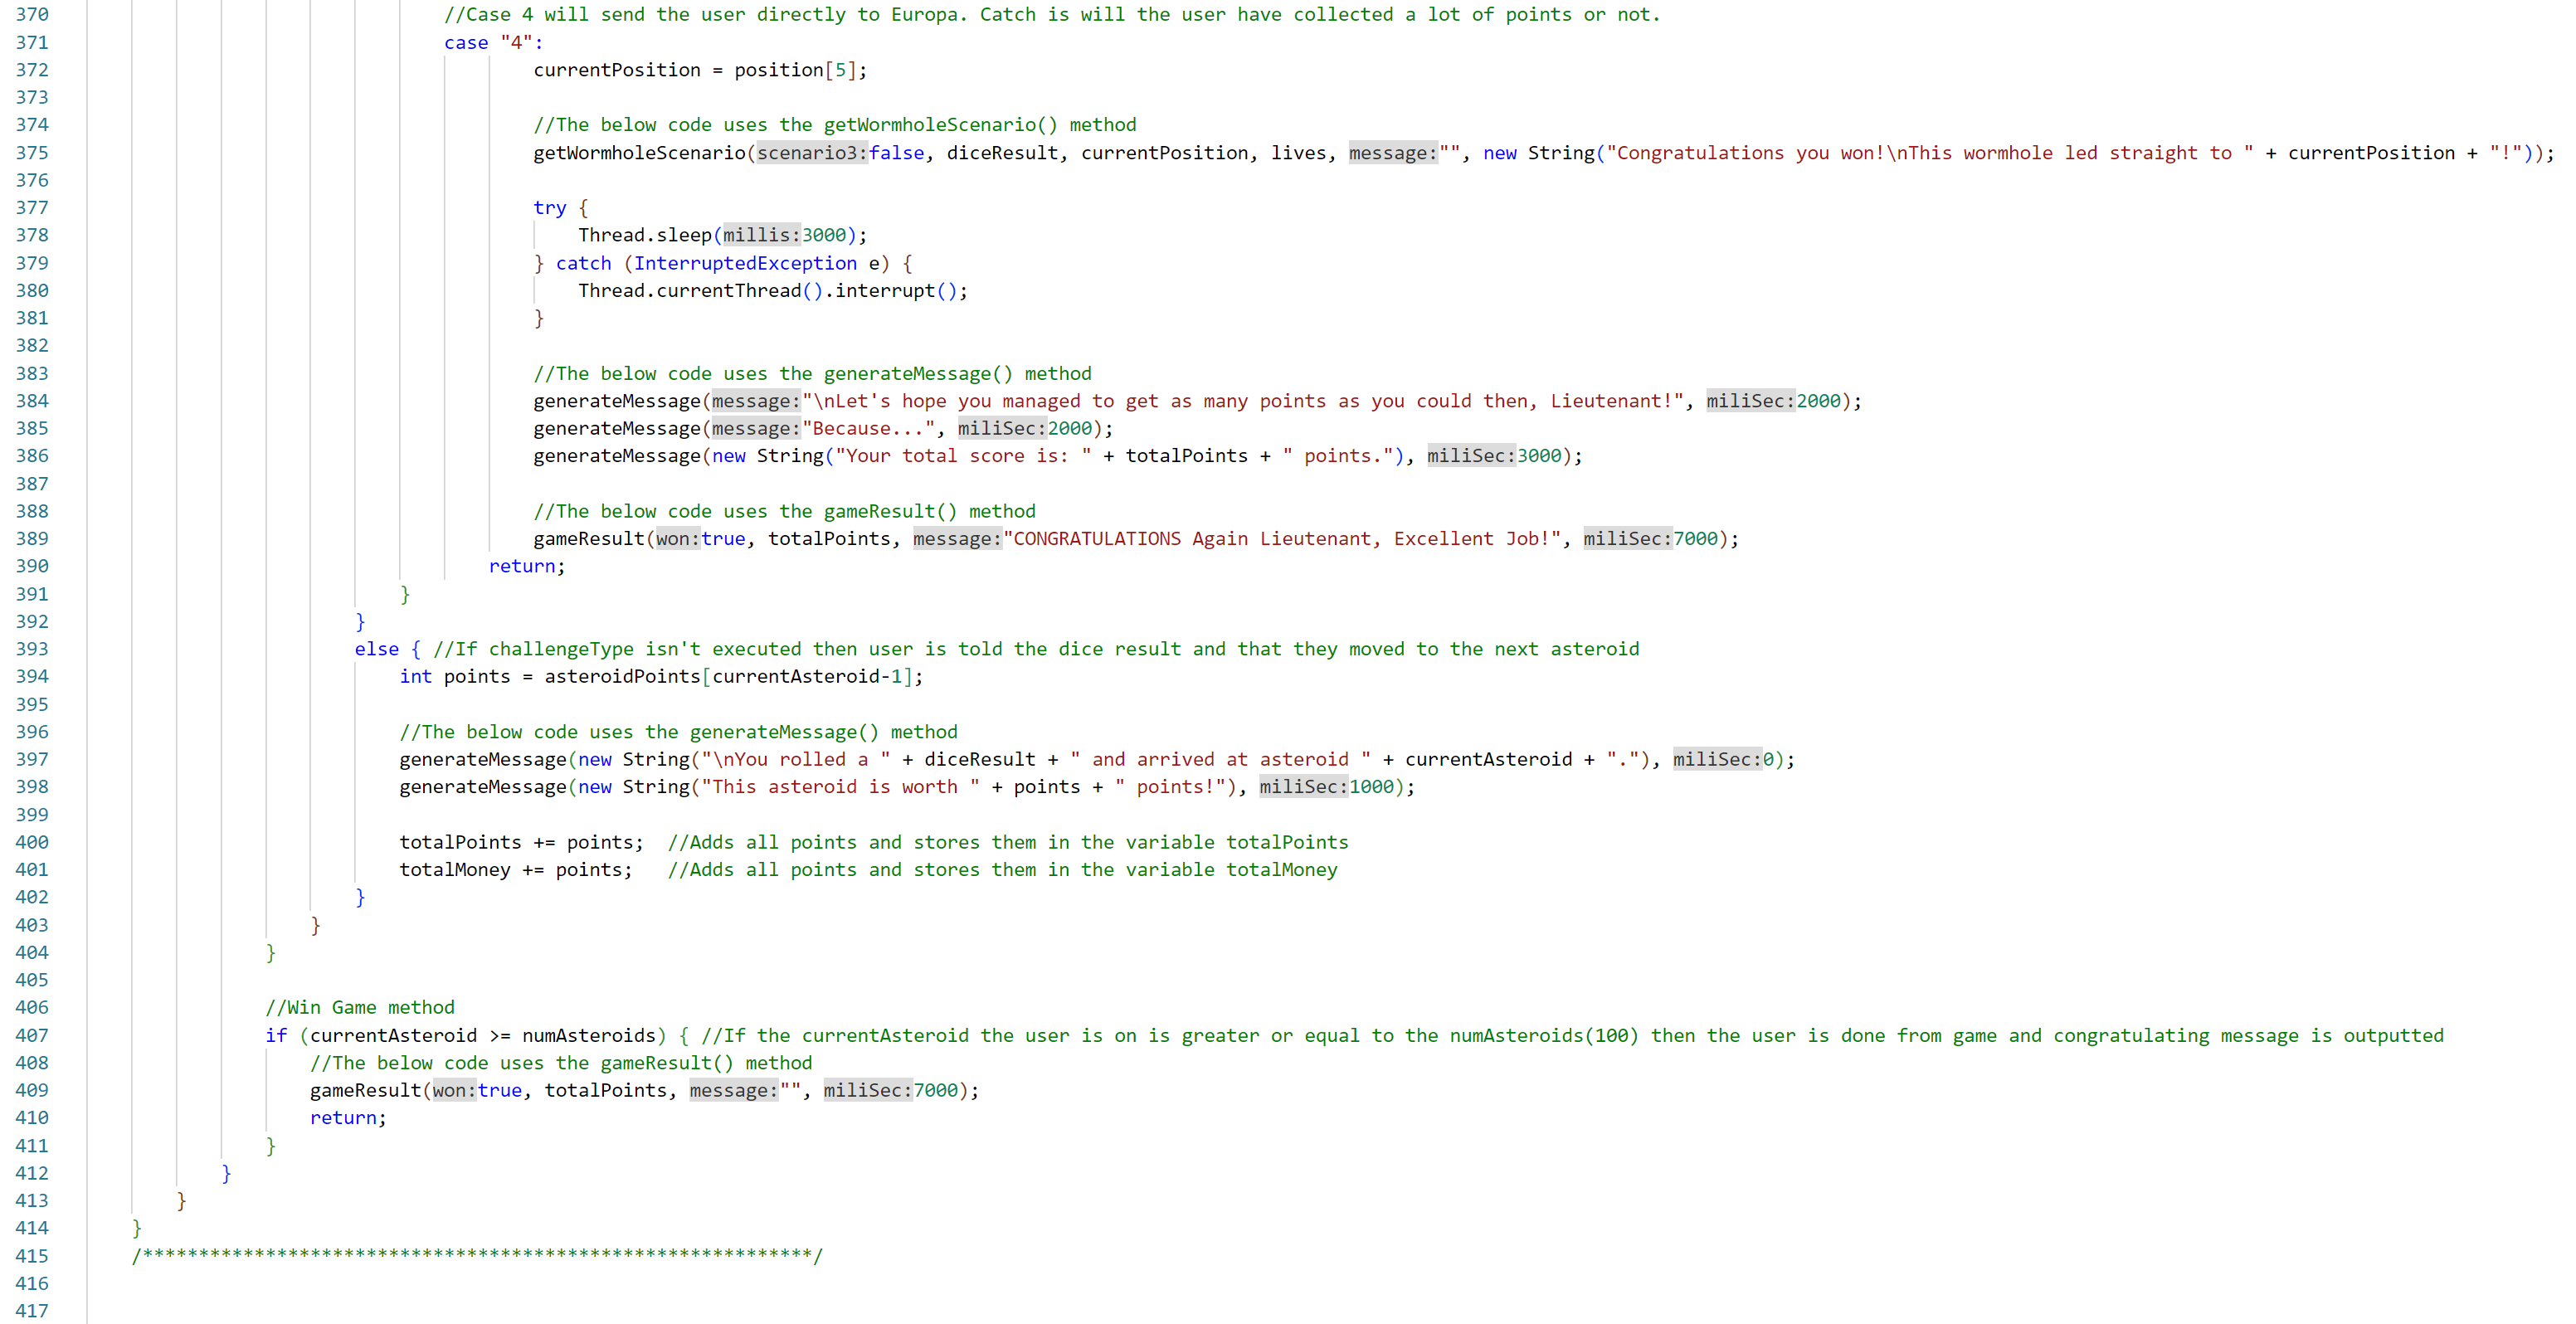 370 //Case 4 will send the user directly to Europa. Catch is will the user have collected a lot of points or not.
371 case "4":
372 currentPosition = position[5];
373
374 //The below code uses the getWormholeScenario() method
375 getWormholeScenario(scenario3:false, diceResult, currentPosition, lives, message:"", new String("Congratulations you won!\nThis wormhole led straight to " + currentPosition + "!"));
376
377 try {
378 Thread.sleep(millis:3000);
379 } catch (InterruptedException e) {
380 Thread.currentThread().interrupt();
381 }
382
383 //The below code uses the generateMessage() method
384 generateMessage(message:"\nLet's hope you managed to get as many points as you could then, Lieutenant!", miliSec:2000);
385 generateMessage(message:"Because...", miliSec:2000);
386 generateMessage(new String("Your total score is: " + totalPoints + " points."), miliSec:3000);
387
388 //The below code uses the gameResult() method
389 gameResult(won:true, totalPoints, message:"CONGRATULATIONS Again Lieutenant, Excellent Job!", miliSec:7000);
390 return;
391 }
392 }
393 else { //If challengeType isn't executed then user is told the dice result and that they moved to the next asteroid
394 int points = asteroidPoints[currentAsteroid-1];
395
396 //The below code uses the generateMessage() method
397 generateMessage(new String("\nYou rolled a " + diceResult + " and arrived at asteroid " + currentAsteroid + "."), miliSec:0);
398 generateMessage(new String("This asteroid is worth " + points + " points!"), miliSec:1000);
399
400 totalPoints += points; //Adds all points and stores them in the variable totalPoints
401 totalMoney += points; //Adds all points and stores them in the variable totalMoney
402 }
403 }
404 }
405
406 //Win Game method
407 if (currentAsteroid >= numAsteroids) { //If the currentAsteroid the user is on is greater or equal to the numAsteroids(100) then the user is done from game and congratulating message is outputted
408 //The below code uses the gameResult() method
409 gameResult(won:true, totalPoints, message:"", miliSec:7000);
410 return;
411 }
412 }
413 }
414 }
415 /************************************************************/
416
417